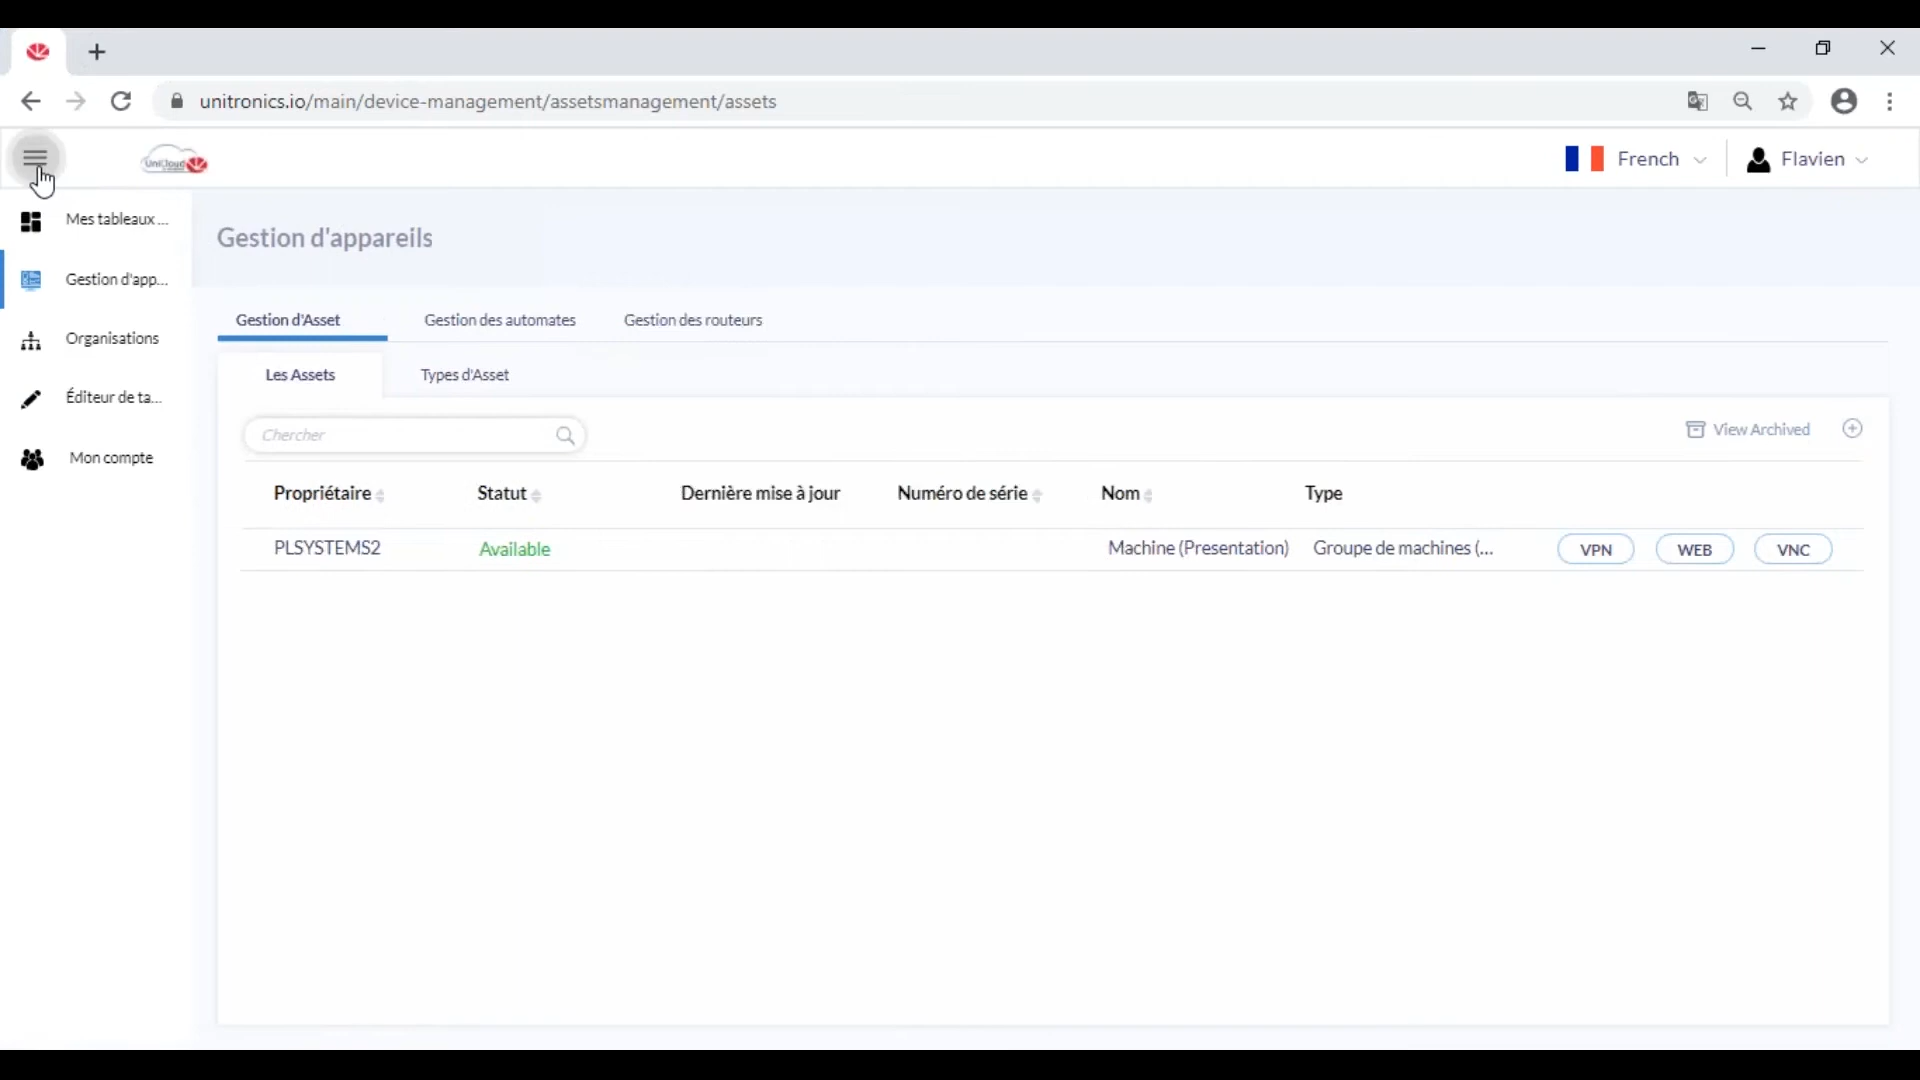 unitronics.io/main/device-management/assetsmanagement/assets
UniCloud
French
Flavien
Mes tableaux ...
Gestion d'app...
Organisations
Éditeur de ta...
Mon compte
Gestion d'appareils
Gestion d'Asset Gestion des automates Gestion des routeurs
Les Assets Types d'Asset
Chercher
View Archived
Propriétaire Statut Dernière mise à jour Numéro de série Nom Type
PLSYSTEMS2 Available Machine (Presentation) Groupe de machines (... VPN WEB VNC